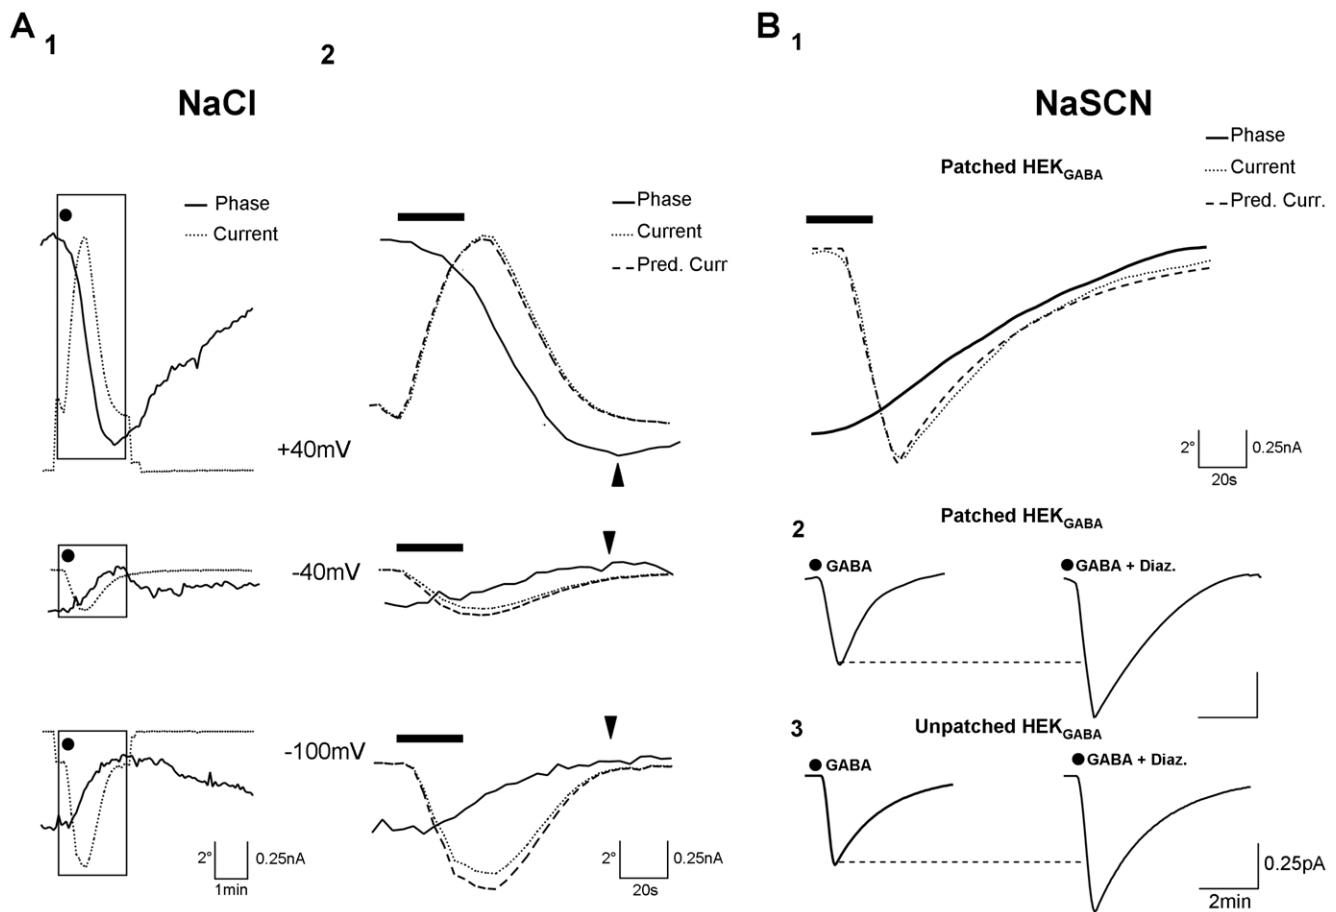 A
1
2
B
1
NaCl
NaSCN
Phase
Current
Phase
Current
Pred. Curr
Patched HEKGABA
Phase
Current
Pred. Curr.
+40mV
2°
0.25nA
20s
-40mV
2
Patched HEKGABA
GABA
GABA + Diaz.
-100mV
2°
0.25nA
1min
2°
0.25nA
20s
3
Unpatched HEKGABA
GABA
GABA + Diaz.
0.25pA
2min